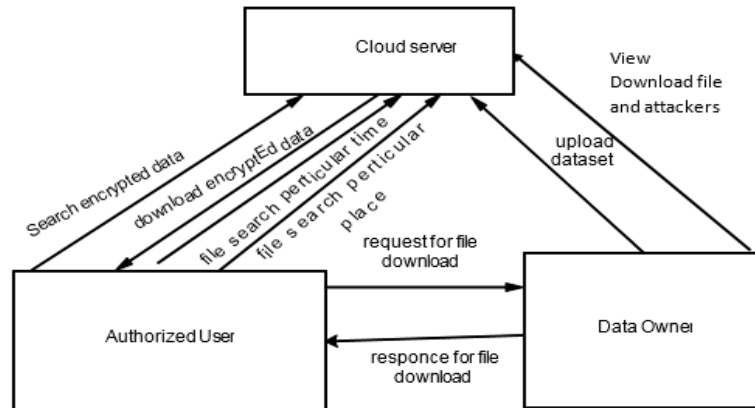 Cloud server
View
Download file
and attackers
upload
dataset
Search encrypted data
download encryptEd data
file search perticular time
file search perticular
place
request for file
download
Authorized User
Data Owner
responce for file
download